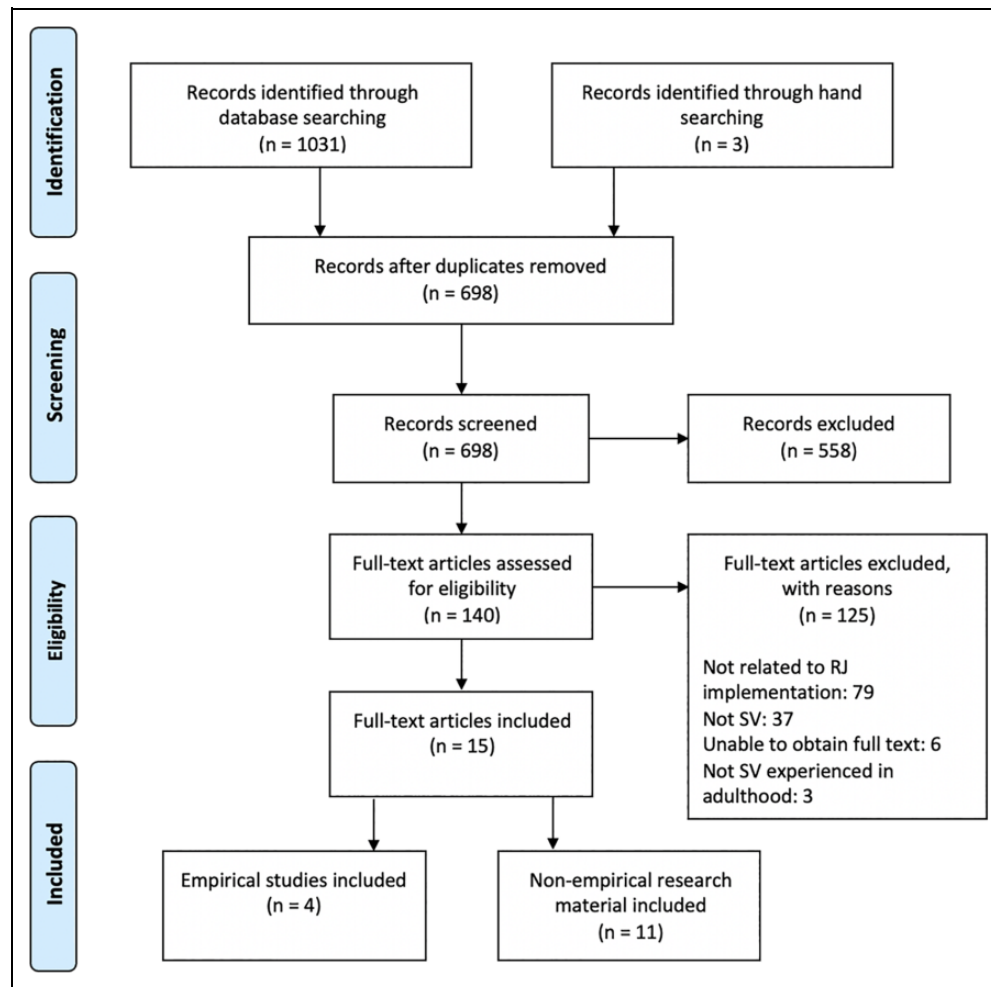 Identification
Records identified through
database searching
(n = 1031)
Records identified through hand
searching
(n = 3)
Records after duplicates removed
(n = 698)
Screening
Records screened
(n = 698)
Records excluded
(n = 558)
Eligibility
Full-text articles assessed
for eligibility
(n = 140)
Full-text articles excluded,
with reasons
(n = 125)
Not related to RJ
implementation: 79
Not SV: 37
Unable to obtain full text: 6
Not SV experienced in
adulthood: 3
Full-text articles included
(n = 15)
Included
Empirical studies included
(n = 4)
Non-empirical research
material included
(n = 11)